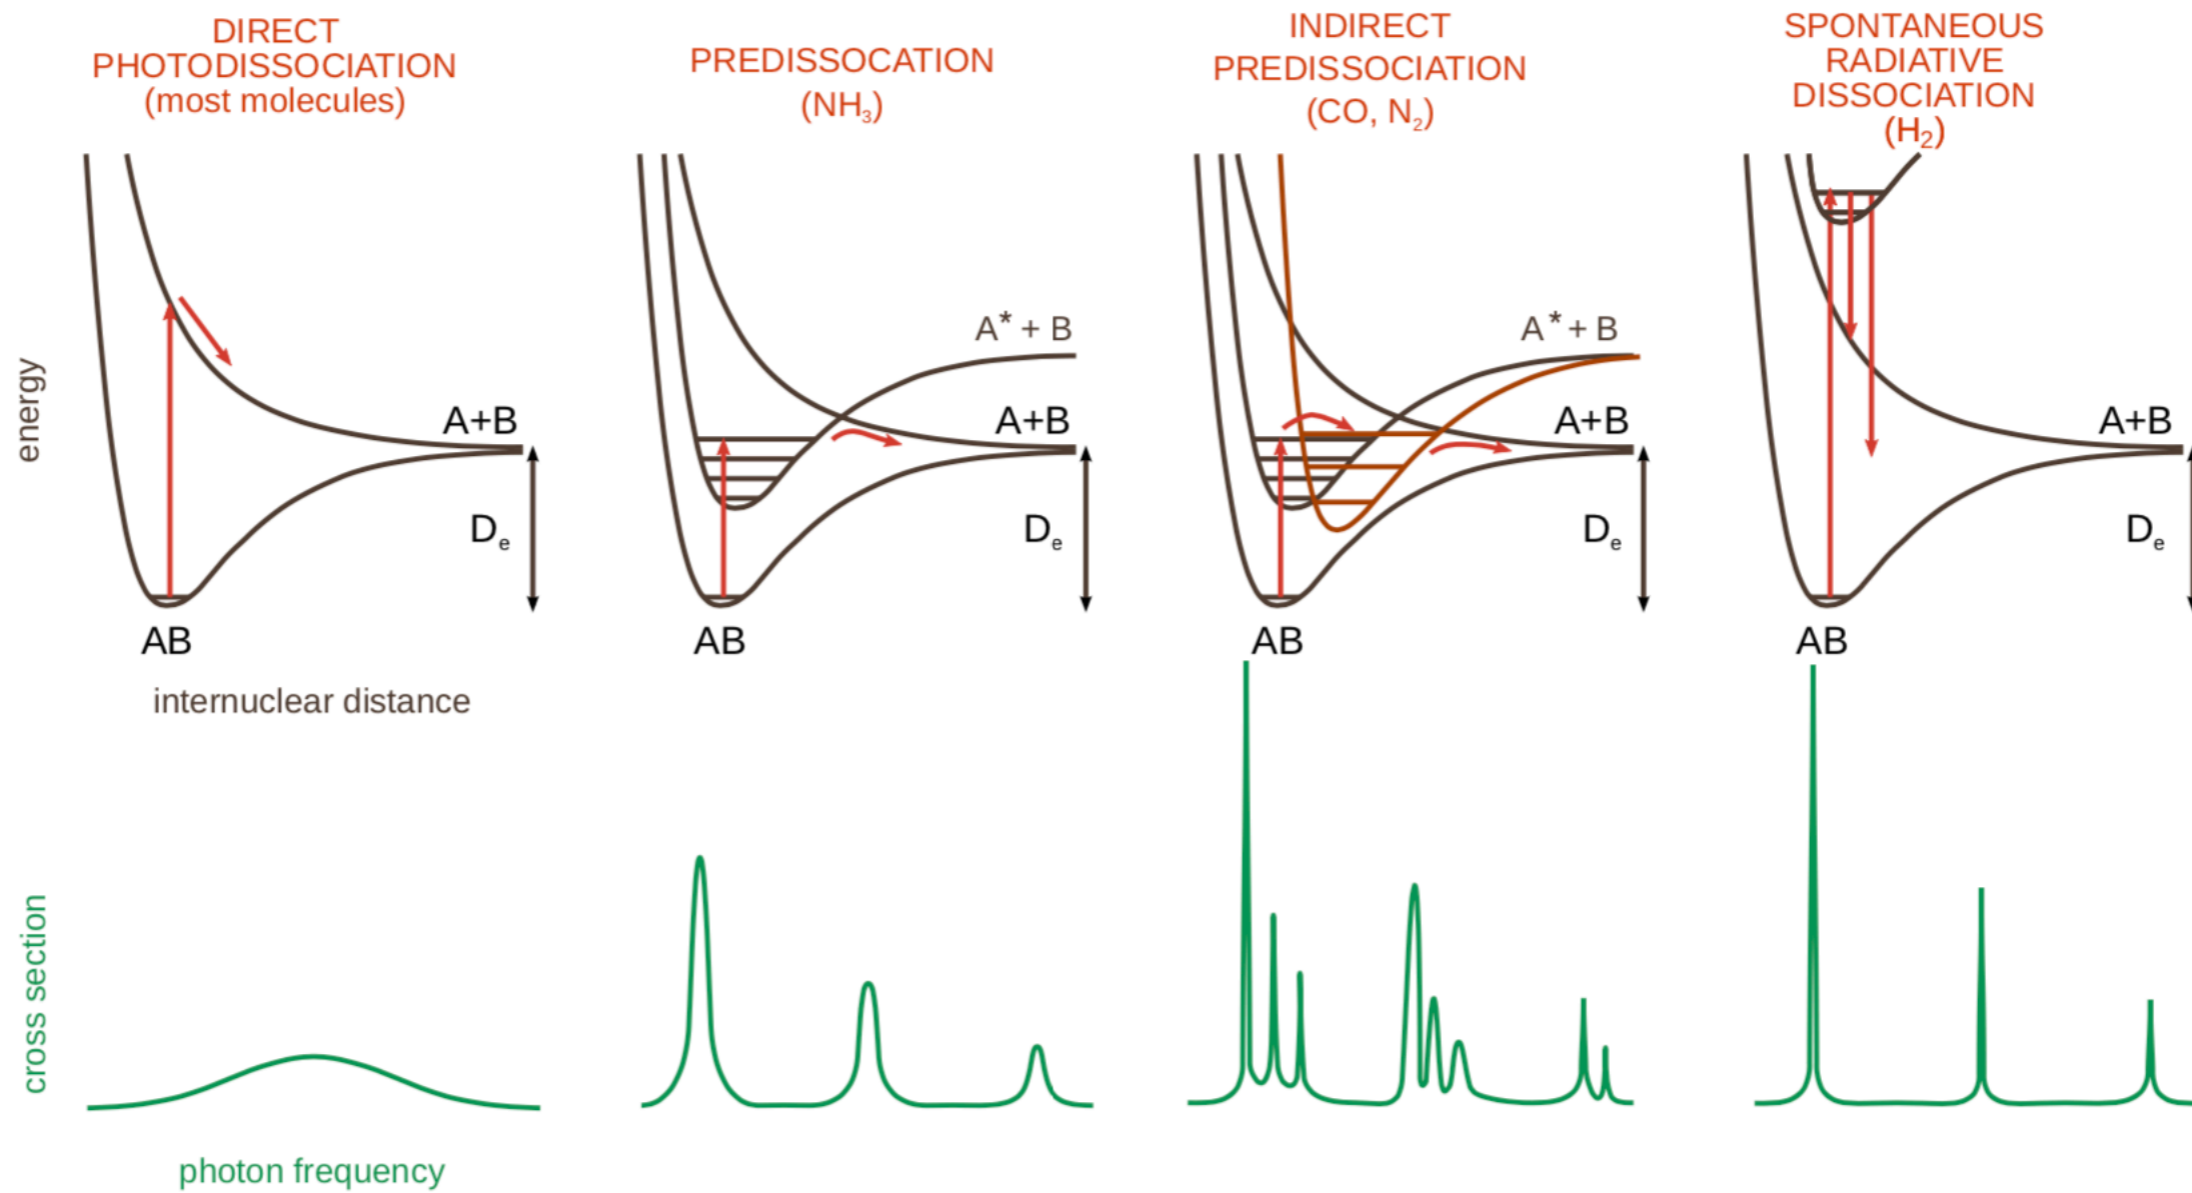 DIRECT
PHOTODISSOCIATION
(most molecules)
PREDISSOCATION
(NH₃)
INDIRECT
PREDISSOCIATION
(CO, N₂)
SPONTANEOUS
RADIATIVE
DISSOCIATION
(H₂)
energy
A+B
Dₑ
AB
internuclear distance
A* + B
A+B
Dₑ
AB
A* + B
A+B
Dₑ
AB
A+B
Dₑ
AB
cross section
photon frequency